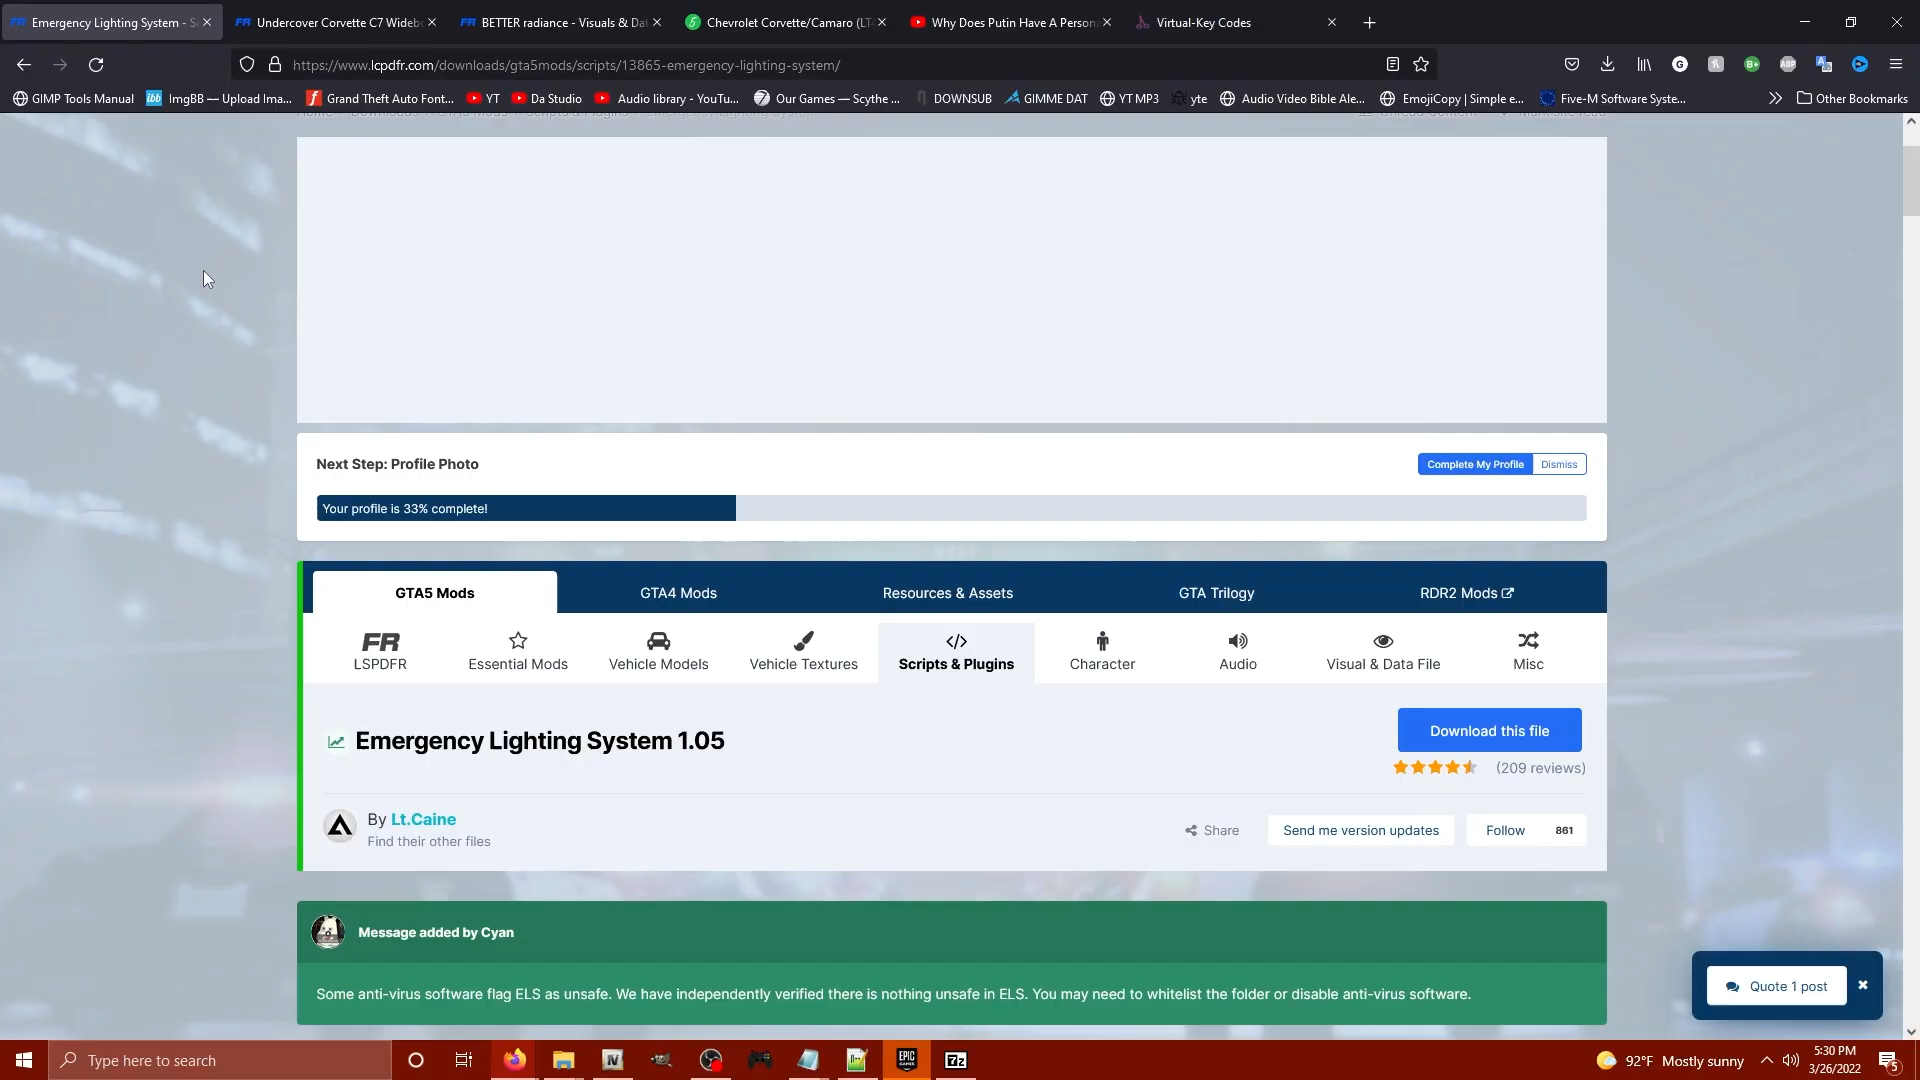 Emergency Lighting System - Sc
Undercover Corvette C7 Widebo
BETTER radiance - Visuals & Dat
Chevrolet Corvette/Camaro (LT4
Why Does Putin Have A Persona
Virtual-Key Codes
https://www.lcpdfr.com/downloads/gta5mods/scripts/13865-emergency-lighting-system/
GIMP Tools Manual
ImgBB — Upload Ima...
Grand Theft Auto Font...
YT
Da Studio
Audio library - YouTu...
Our Games — Scythe ...
DOWNSUB
GIMME DAT
YT MP3
yte
Audio Video Bible Ale...
EmojiCopy | Simple e...
Five-M Software Syste...
Other Bookmarks
Next Step: Profile Photo
Complete My Profile
Dismiss
Your profile is 33% complete!
GTA5 Mods
GTA4 Mods
Resources & Assets
GTA Trilogy
RDR2 Mods
FR
LSPDFR
Essential Mods
Vehicle Models
Vehicle Textures
Scripts & Plugins
Character
Audio
Visual & Data File
Misc
Emergency Lighting System 1.05
Download this file
(209 reviews)
By Lt.Caine
Find their other files
Share
Send me version updates
Follow 861
Message added by Cyan
Some anti-virus software flag ELS as unsafe. We have independently verified there is nothing unsafe in ELS. You may need to whitelist the folder or disable anti-virus software.
Quote 1 post
Type here to search
92°F Mostly sunny
5:30 PM
3/26/2022
5